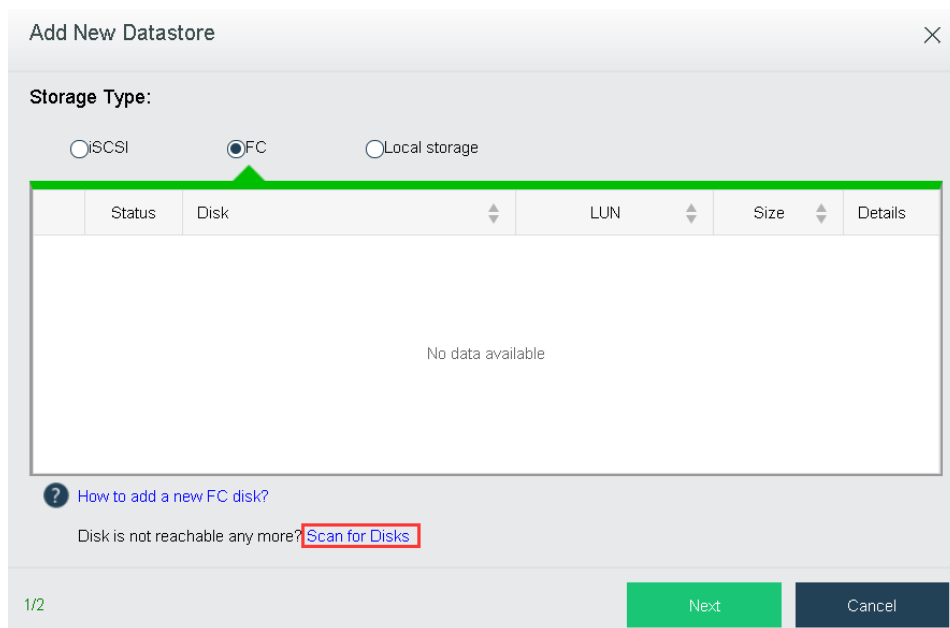 Add New Datastore
Storage Type:
iSCSI FC Local storage
Status Disk LUN Size Details
No data available
? How to add a new FC disk?
Disk is not reachable any more? Scan for Disks
1/2 Next Cancel